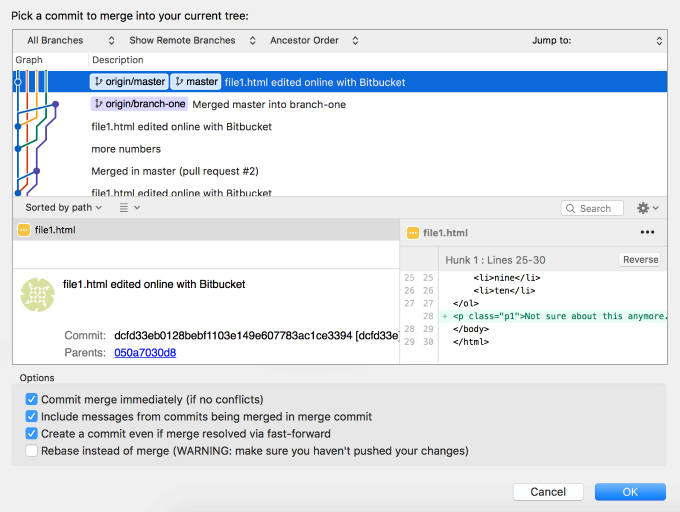 Pick a commit to merge into your current tree:
All Branches Show Remote Branches Ancestor Order Jump to:
Graph Description
origin/master master file1.html edited online with Bitbucket
origin/branch-one Merged master into branch-one
file1.html edited online with Bitbucket
more numbers
Merged in master (pull request #2)
file1.html edited online with Bitbucket
Sorted by path Search
file1.html
file1.html edited online with Bitbucket
Commit: dcfd33eb0128bebf1103e149e607783ac1ce3394 [dcfd33e
Parents: 050a7030d8
file1.html
Hunk 1 : Lines 25-30 Reverse
25 25 <li>nine</li>
26 26 <li>ten</li>
27 27 </ol>
28 + <p class="p1">Not sure about this anymore.
28 29 </body>
29 30 </html>
Options
Commit merge immediately (if no conflicts)
Include messages from commits being merged in merge commit
Create a commit even if merge resolved via fast-forward
Rebase instead of merge (WARNING: make sure you haven't pushed your changes)
Cancel OK